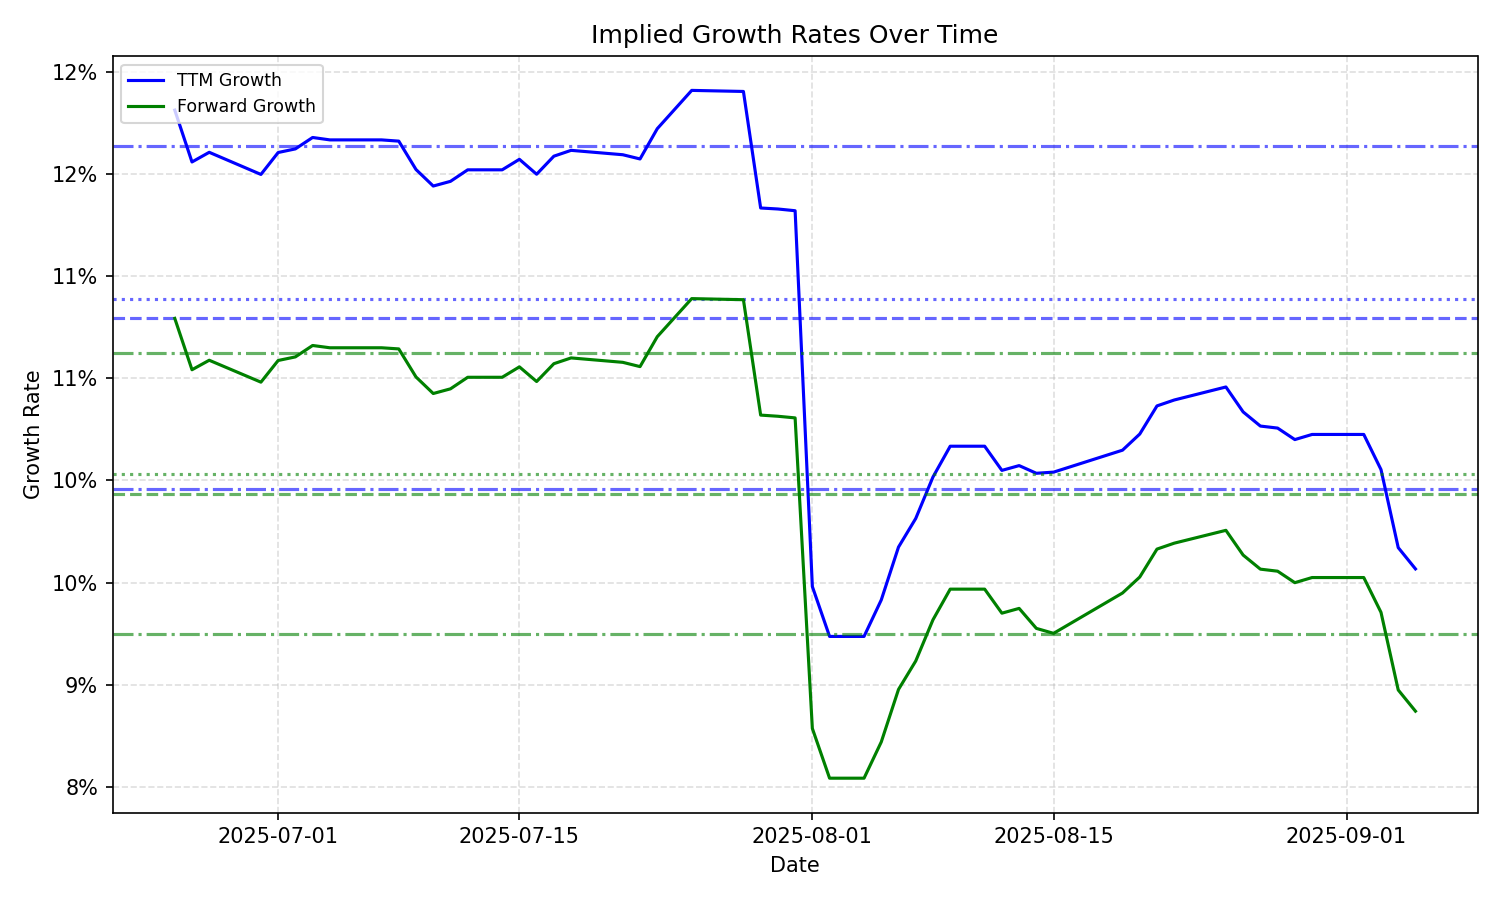 Implied Growth Rates Over Time
TTM Growth
Forward Growth
12%
12%
11%
11%
10%
10%
9%
8%
Growth Rate
2025-07-01
2025-07-15
2025-08-01
2025-08-15
2025-09-01
Date